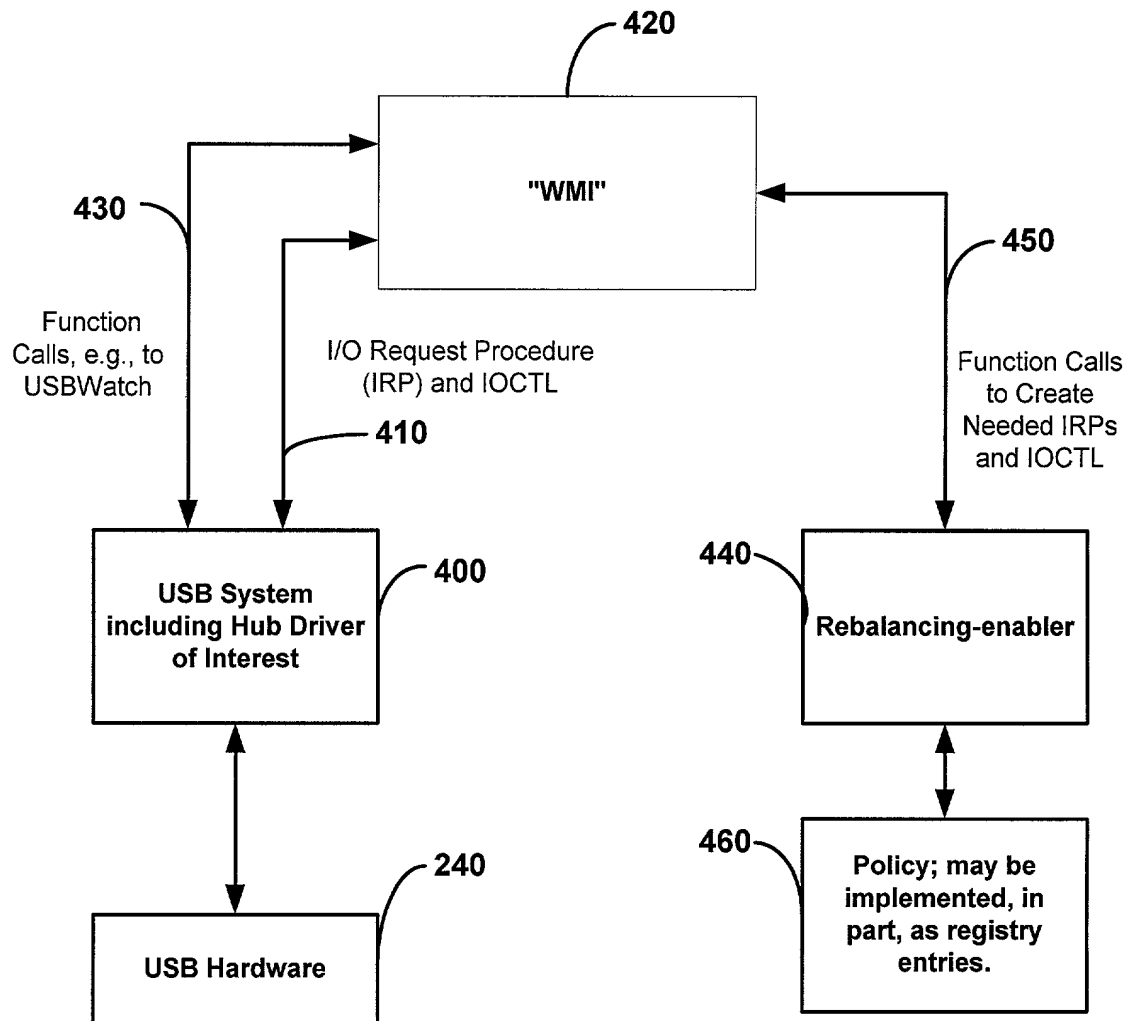 420
"WMI"
430
450
Function
Calls, e.g., to
USBWatch
I/O Request Procedure
(IRP) and IOCTL
410
Function Calls
to Create
Needed IRPs
and IOCTL
USB System
including Hub Driver
of Interest
400
440
Rebalancing-enabler
240
USB Hardware
460
Policy; may be
implemented, in
part, as registry
entries.